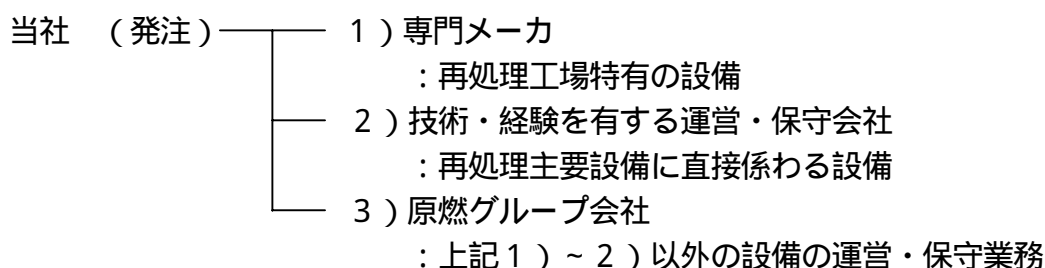 当社 （発注） 1）専門メーカ
：再処理工場特有の設備
2）技術・経験を有する運営・保守会社
：再処理主要設備に直接係わる設備
3）原燃グループ会社
：上記1）～2）以外の設備の運営・保守業務